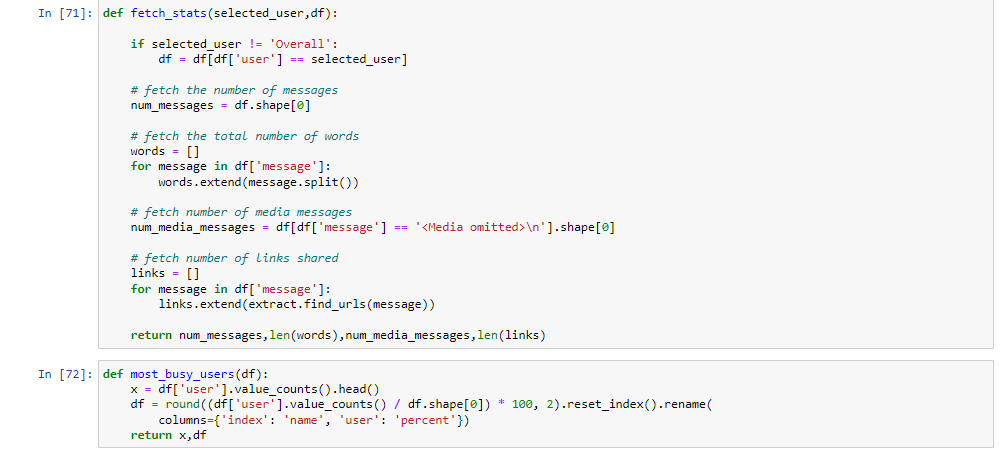 In [71]: def fetch_stats(selected_user,df):
if selected_user != 'Overall':
df = df[df['user'] == selected_user]
# fetch the number of messages
num_messages = df.shape[0]
# fetch the total number of words
words = []
for message in df['message']:
words.extend(message.split())
# fetch number of media messages
num_media_messages = df[df['message'] == '<Media omitted>\n'].shape[0]
# fetch number of links shared
links = []
for message in df['message']:
links.extend(extract.find_urls(message))
return num_messages,len(words),num_media_messages,len(links)
In [72]: def most_busy_users(df):
x = df['user'].value_counts().head()
df = round((df['user'].value_counts() / df.shape[0]) * 100, 2).reset_index().rename(
columns={'index': 'name', 'user': 'percent'})
return x,df